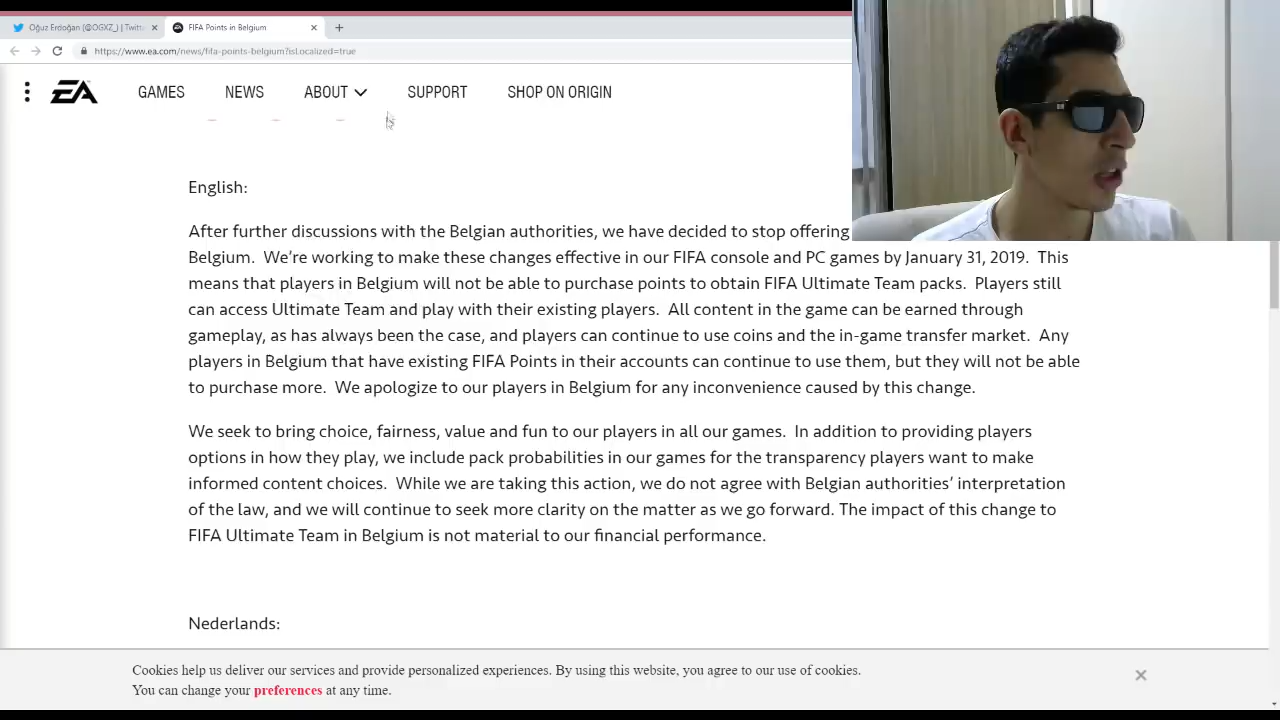 Oğuz Erdoğan (@OGXZ_) | Twitt
FIFA Points in Belgium
https://www.ea.com/news/fifa-points-belgium?isLocalized=true
EA GAMES NEWS ABOUT SUPPORT SHOP ON ORIGIN
English:
After further discussions with the Belgian authorities, we have decided to stop offering
Belgium. We’re working to make these changes effective in our FIFA console and PC games by January 31, 2019. This
means that players in Belgium will not be able to purchase points to obtain FIFA Ultimate Team packs. Players still
can access Ultimate Team and play with their existing players. All content in the game can be earned through
gameplay, as has always been the case, and players can continue to use coins and the in-game transfer market. Any
players in Belgium that have existing FIFA Points in their accounts can continue to use them, but they will not be able
to purchase more. We apologize to our players in Belgium for any inconvenience caused by this change.
We seek to bring choice, fairness, value and fun to our players in all our games. In addition to providing players
options in how they play, we include pack probabilities in our games for the transparency players want to make
informed content choices. While we are taking this action, we do not agree with Belgian authorities’ interpretation
of the law, and we will continue to seek more clarity on the matter as we go forward. The impact of this change to
FIFA Ultimate Team in Belgium is not material to our financial performance.
Nederlands:
Cookies help us deliver our services and provide personalized experiences. By using this website, you agree to our use of cookies.
You can change your preferences at any time.